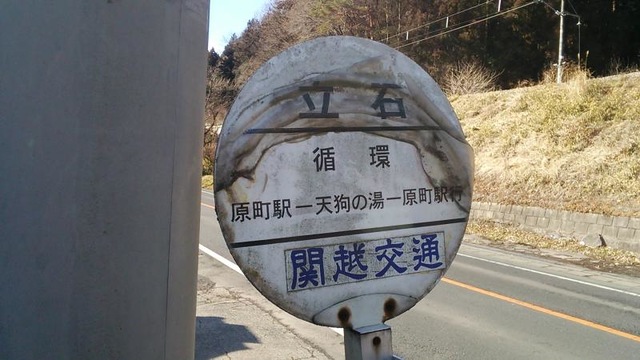 立石
循環
原町駅ー天狗の湯ー原町駅行
関越交通